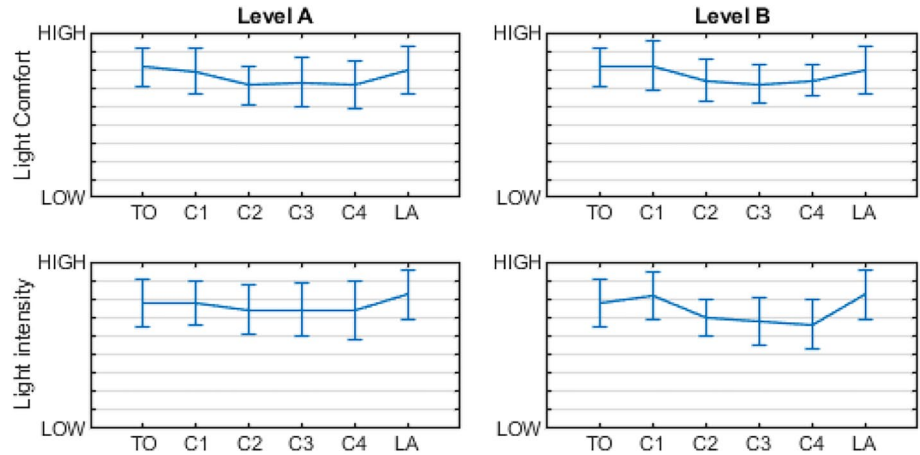 Level A
Level B
HIGH
Light Comfort
LOW
TO C1 C2 C3 C4 LA
HIGH
LOW
TO C1 C2 C3 C4 LA
HIGH
Light intensity
LOW
TO C1 C2 C3 C4 LA
HIGH
LOW
TO C1 C2 C3 C4 LA